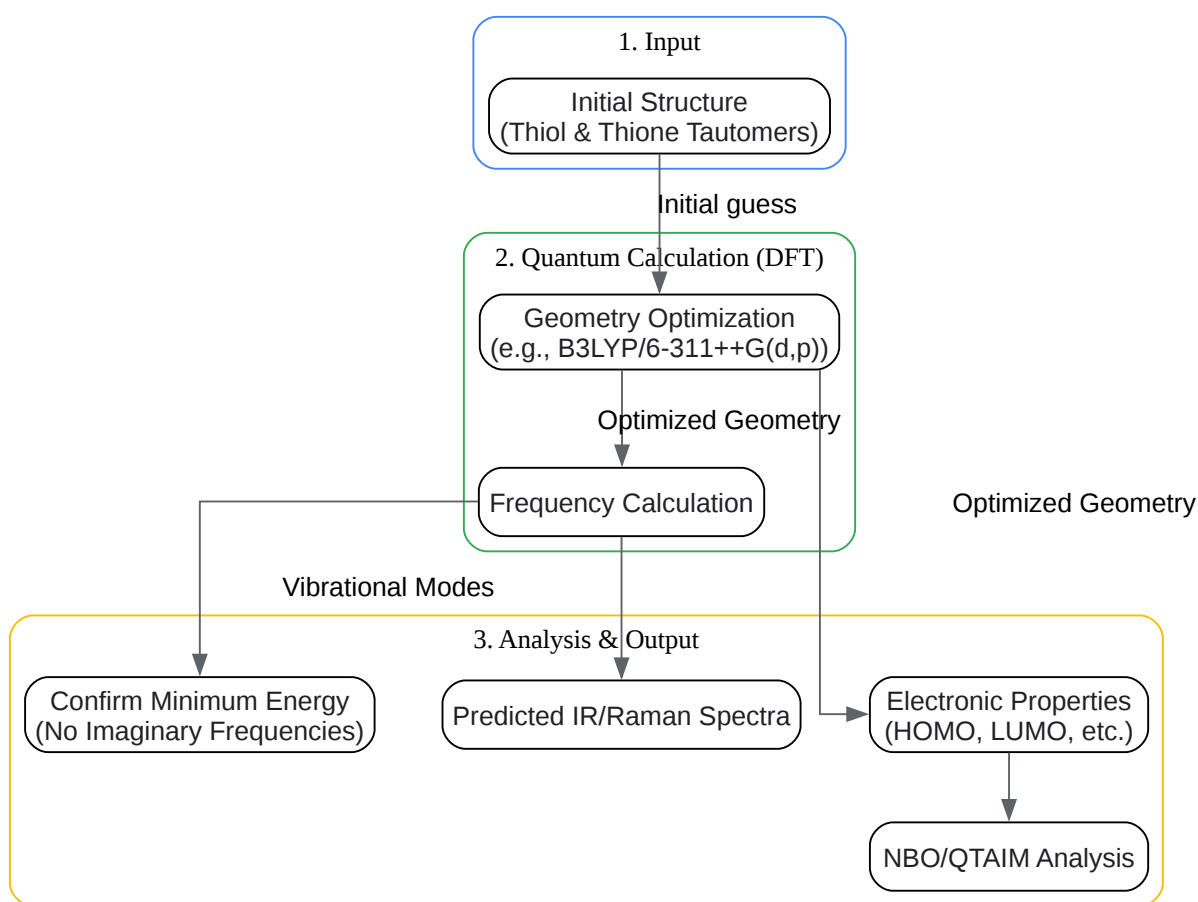 1. Input
Initial Structure
(Thiol & Thione Tautomers)
Initial guess
2. Quantum Calculation (DFT)
Geometry Optimization
(e.g., B3LYP/6-311++G(d,p))
Optimized Geometry
Frequency Calculation
Optimized Geometry
Vibrational Modes
3. Analysis & Output
Confirm Minimum Energy
(No Imaginary Frequencies)
Predicted IR/Raman Spectra
Electronic Properties
(HOMO, LUMO, etc.)
NBO/QTAIM Analysis